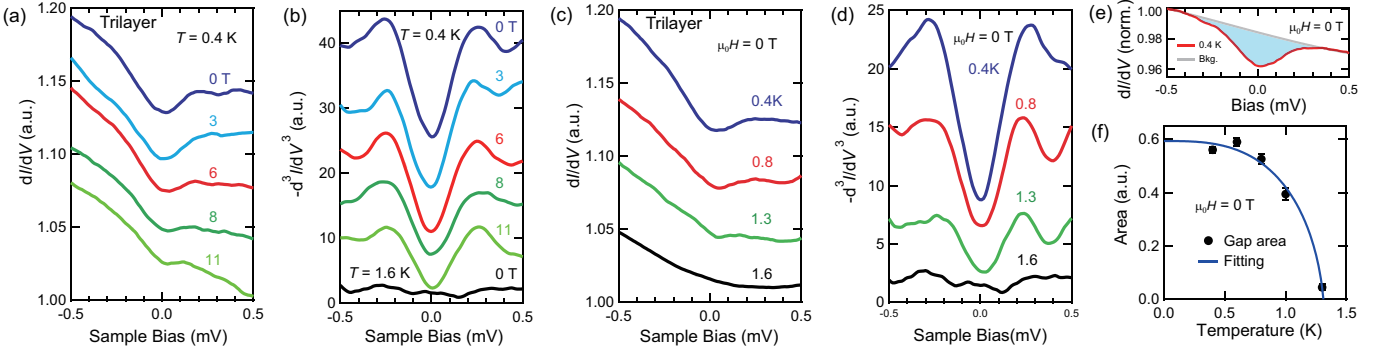 (a)
1.20
1.15
1.10
1.05
1.00
dI/dV (a.u.)
Trilayer
T = 0.4 K
0 T
3
6
8
11
-0.5
0.0
0.5
Sample Bias (mV)
(b)
40
30
20
10
0
-d³I/dV³ (a.u.)
T = 0.4 K
0 T
3
6
8
11
T = 1.6 K
0 T
-0.5
0.0
0.5
Sample Bias(mV)
(c)
1.20
1.15
1.10
1.05
1.00
dI/dV (a.u.)
Trilayer
μ₀H = 0 T
0.4K
0.8
1.3
1.6
-0.5
0.0
0.5
Sample Bias (mV)
(d)
25
20
15
10
5
0
-d³I/dV³ (a.u.)
μ₀H = 0 T
0.4K
0.8
1.3
1.6
-0.5
0.0
0.5
Sample Bias(mV)
(e)
1.00
0.98
0.96
dI/dV (norm.)
μ₀H = 0 T
0.4 K
Bkg.
-0.5
0.0
0.5
Bias (mV)
(f)
0.6
0.4
0.6
0.0
Area (a.u.)
μ₀H = 0 T
Gap area
Fitting
0.0
0.5
1.0
1.5
Temperature (K)